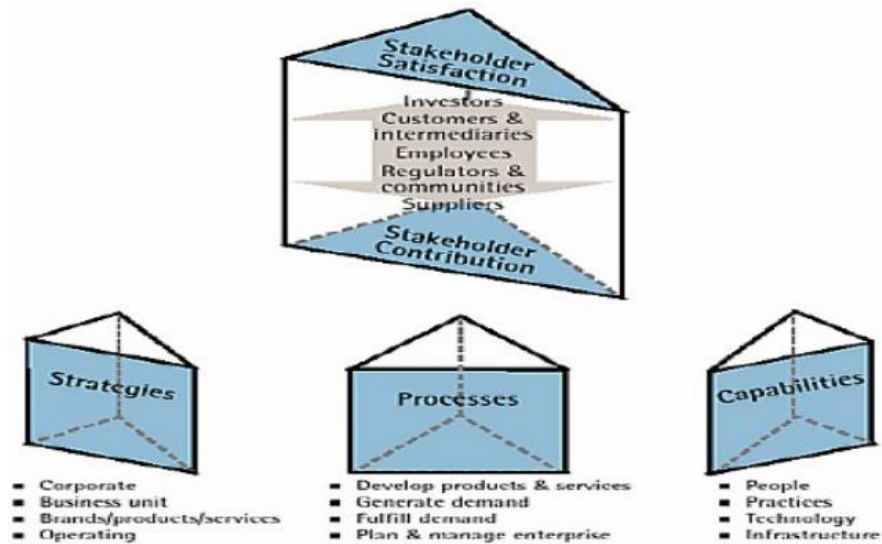 Stakeholder
Satisfaction
Investors
Customers &
intermediaries
Employees
Regulators &
communities
Suppliers
Stakeholder
Contribution
Strategies
Processes
Capabilities
▪ Corporate
▪ Business unit
▪ Brands/products/services
▪ Operating
▪ Develop products & services
▪ Generate demand
▪ Fulfill demand
▪ Plan & manage enterprise
▪ People
▪ Practices
▪ Technology
▪ Infrastructure